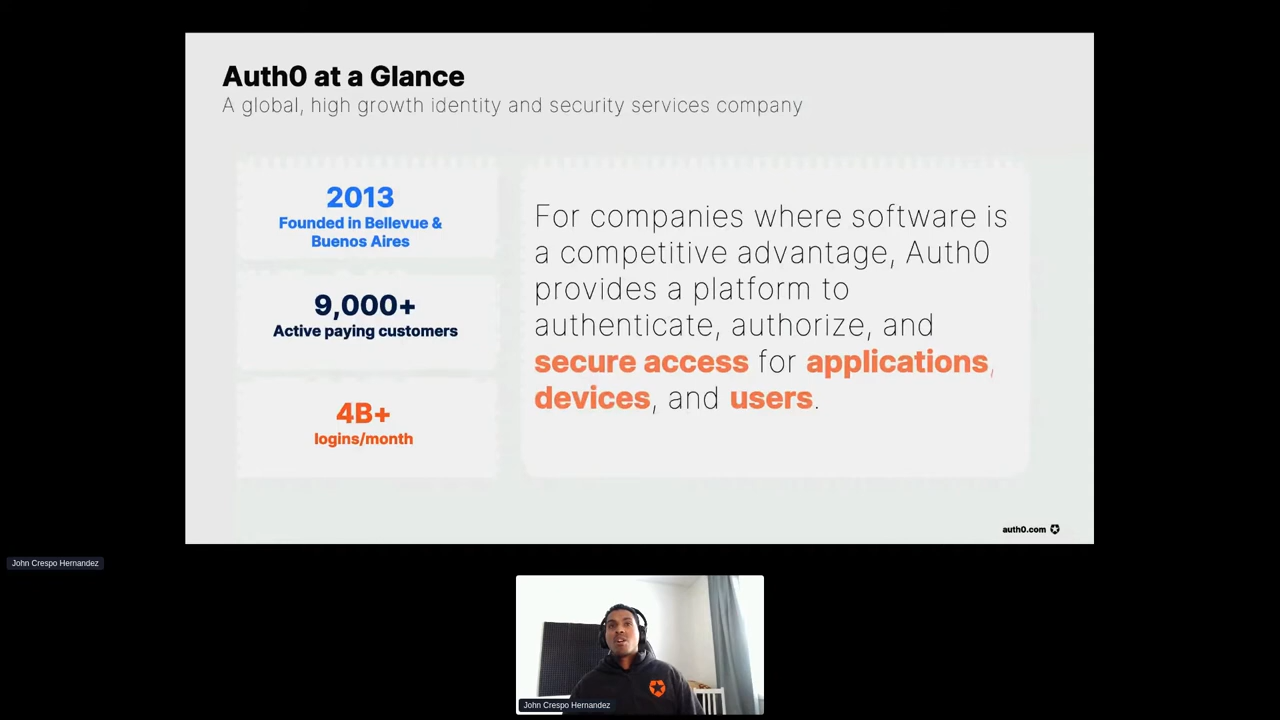 Auth0 at a Glance
A global, high growth identity and security services company
2013
Founded in Bellevue &
Buenos Aires
9,000+
Active paying customers
4B+
logins/month
For companies where software is
a competitive advantage, Auth0
provides a platform to
authenticate, authorize, and
secure access for applications,
devices, and users.
auth0.com
John Crespo Hernandez
John Crespo Hernandez